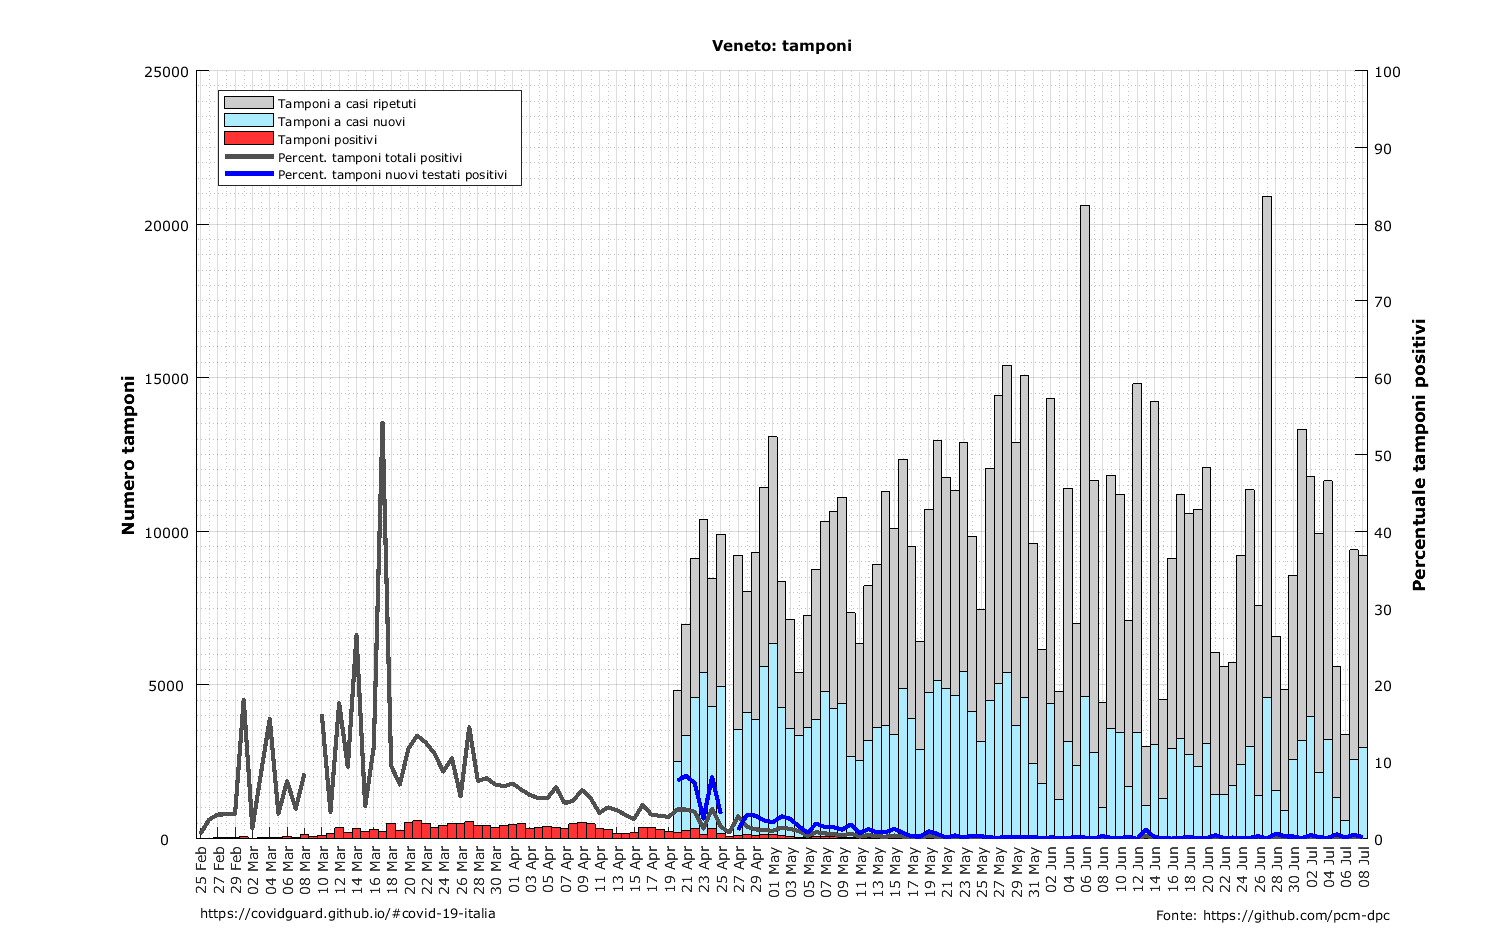 Veneto: tamponi
25000
20000
15000
10000
5000
0
Numero tamponi
Tamponi a casi ripetuti
Tamponi a casi nuovi
Tamponi positivi
Percent. tamponi totali positivi
Percent. tamponi nuovi testati positivi
100
90
80
70
60
50
40
30
20
10
0
Percentuale tamponi positivi
25 Feb
27 Feb
29 Feb
02 Mar
04 Mar
06 Mar
08 Mar
10 Mar
12 Mar
14 Mar
16 Mar
18 Mar
20 Mar
22 Mar
24 Mar
26 Mar
28 Mar
30 Mar
01 Apr
03 Apr
05 Apr
07 Apr
09 Apr
11 Apr
13 Apr
15 Apr
17 Apr
19 Apr
21 Apr
23 Apr
25 Apr
27 Apr
29 Apr
01 May
03 May
05 May
07 May
09 May
11 May
13 May
15 May
17 May
19 May
21 May
23 May
25 May
27 May
29 May
31 May
02 Jun
04 Jun
06 Jun
08 Jun
10 Jun
12 Jun
14 Jun
16 Jun
18 Jun
20 Jun
22 Jun
24 Jun
26 Jun
28 Jun
30 Jun
02 Jul
04 Jul
06 Jul
08 Jul
https://covidguard.github.io/#covid-19-italia
Fonte: https://github.com/pcm-dpc